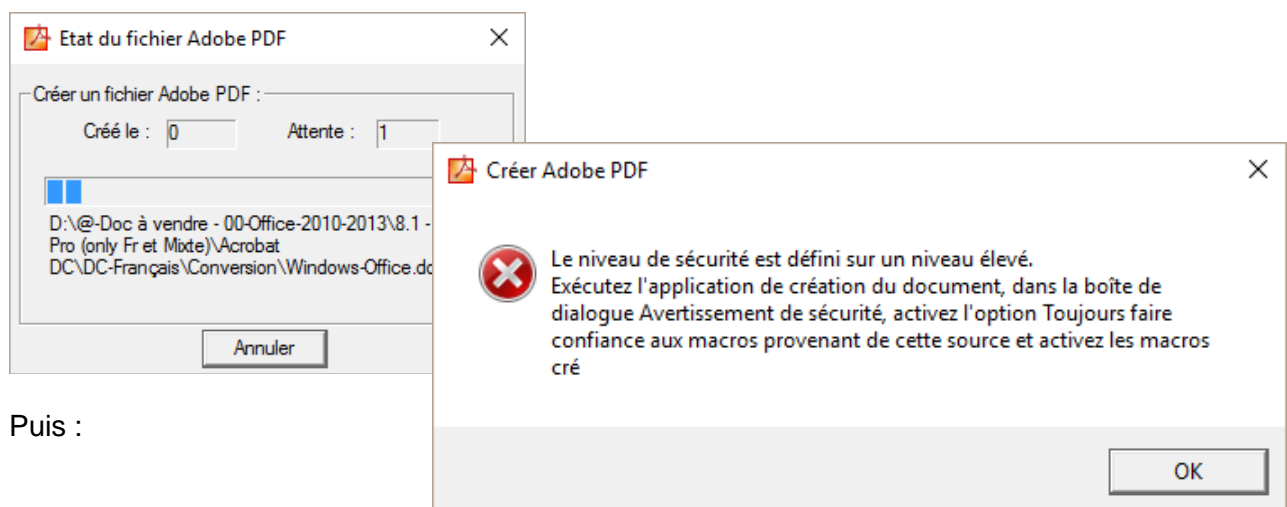 Etat du fichier Adobe PDF
Créer un fichier Adobe PDF :
Créé le : 0 Attente : 1
D:\@-Doc à vendre - 00-Office-2010-2013\8.1 -
Pro (only Fr et Mixte)\Acrobat
DC\DC-Français\Conversion\Windows-Office.do
Annuler
Créer Adobe PDF
Le niveau de sécurité est défini sur un niveau élevé.
Exécutez l'application de création du document, dans la boîte de
dialogue Avertissement de sécurité, activez l'option Toujours faire
confiance aux macros provenant de cette source et activez les macros
cré
OK
Puis :